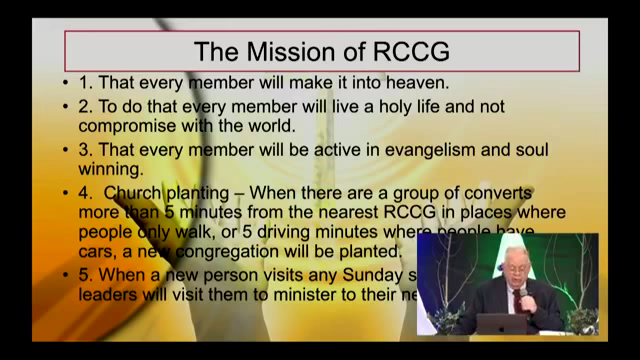 The Mission of RCCG
• 1. That every member will make it into heaven.
• 2. To do that every member will live a holy life and not
compromise with the world.
• 3. That every member will be active in evangelism and soul
winning.
• 4. Church planting – When there are a group of converts
more than 5 minutes from the nearest RCCG in places where
people only walk, or 5 driving minutes where people have
cars, a new congregation will be planted.
• 5. When a new person visits any Sunday
leaders will visit them to minister to their